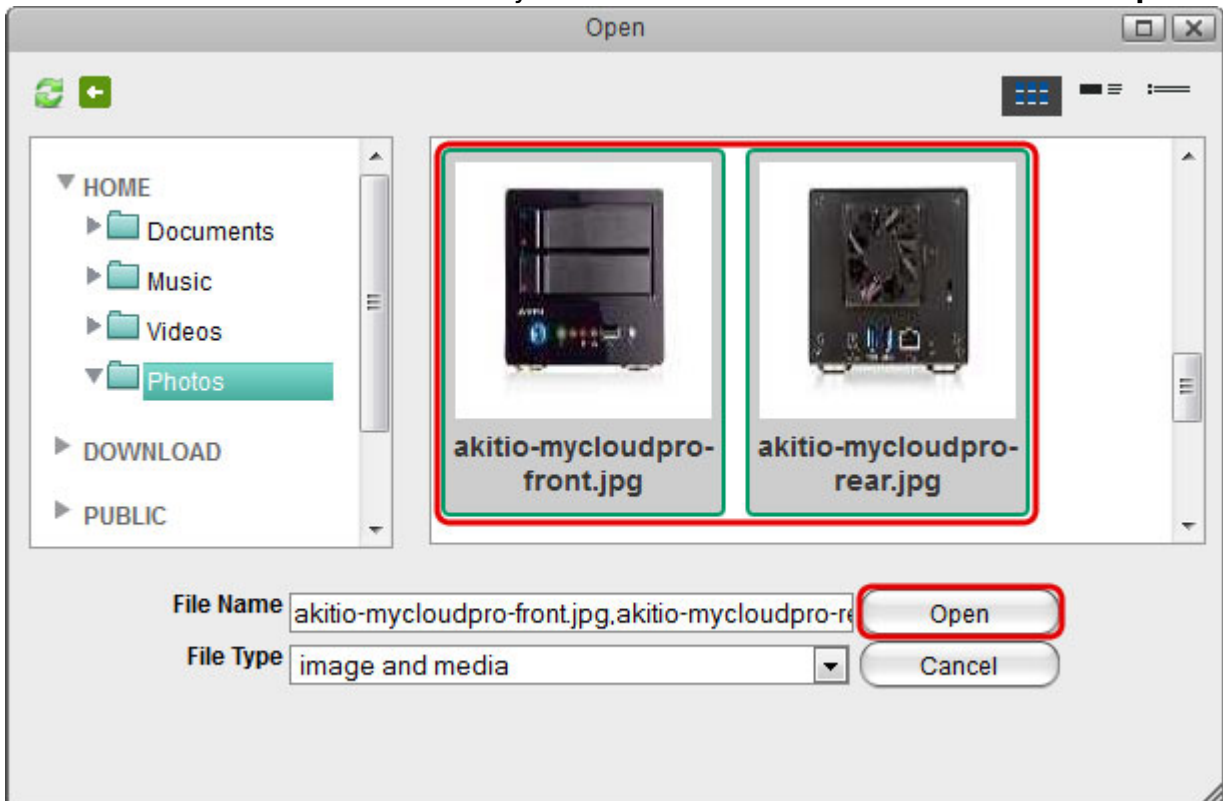 Open
HOME
Documents
Music
Videos
Photos
DOWNLOAD
PUBLIC
akitio-mycloudpro-
front.jpg
akitio-mycloudpro-
rear.jpg
File Name akitio-mycloudpro-front.jpg,akitio-mycloudpro-re Open
File Type image and media Cancel